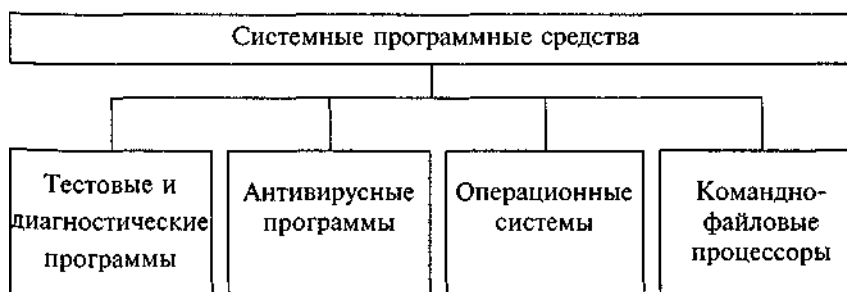 Системные программные средства
Тестовые и
диагностические
программы
Антивирусные
программы
Операционные
системы
Командно-
файловые
процессоры